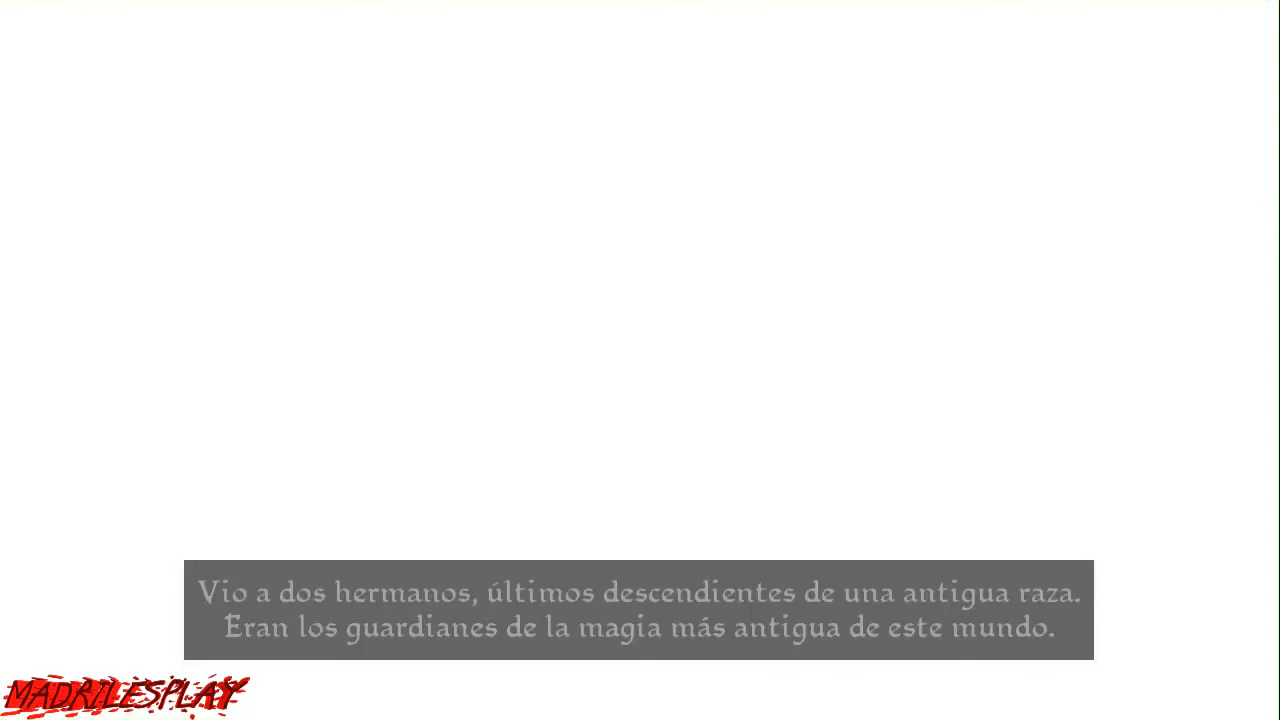 Vio a dos hermanos, últimos descendientes de una antigua raza.
Eran los guardianes de la magia más antigua de este mundo.
MADRILESPLAY